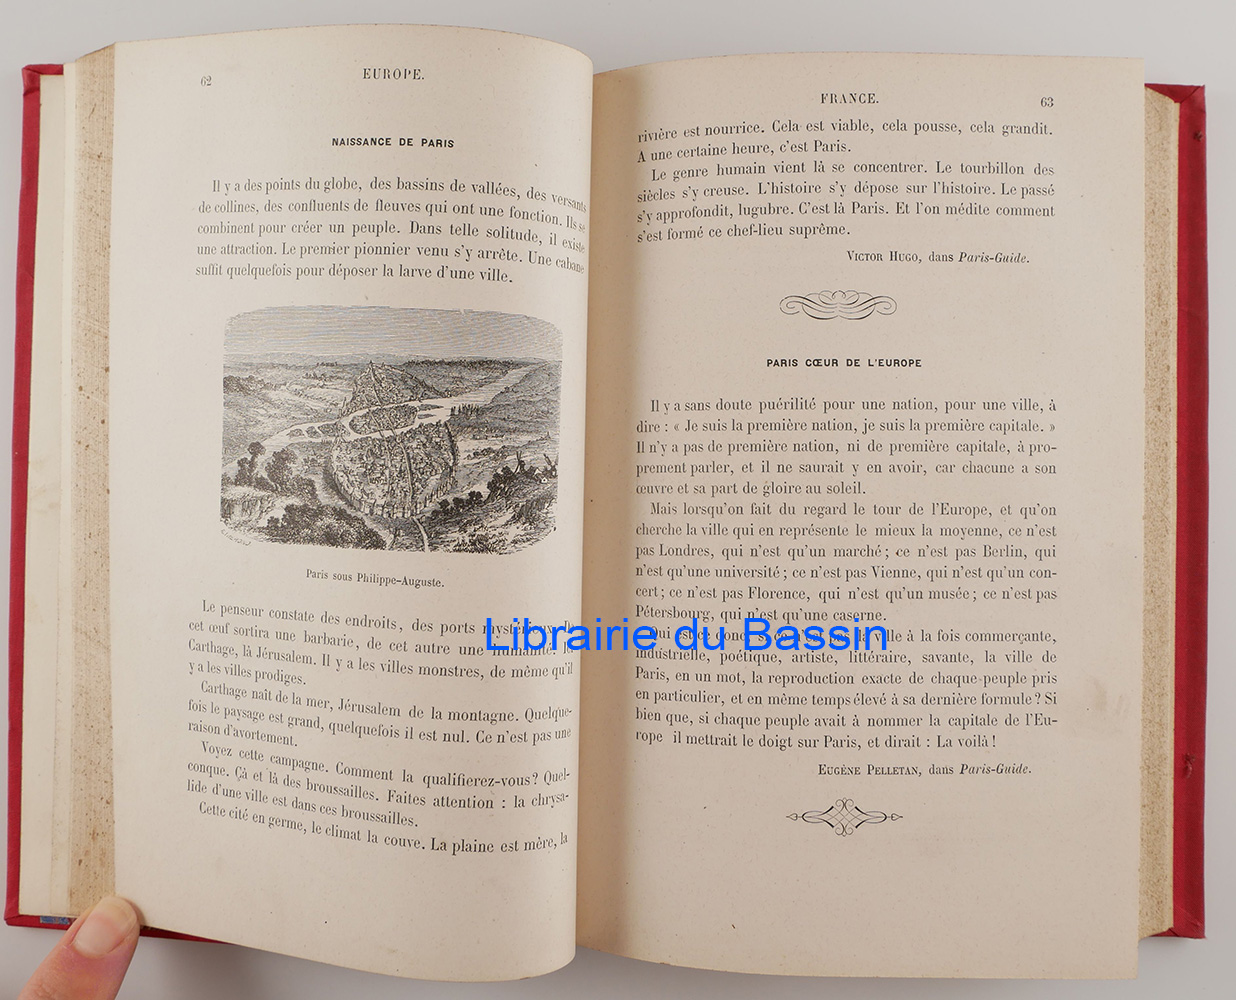 62
EUROPE.
NAISSANCE DE PARIS
Il y a des points du globe, des bassins de vallées, des versants
de collines, des confluents de fleuves qui ont une fonction. Ils se
combinent pour créer un peuple. Dans telle solitude, il existe
une attraction. Le premier pionnier venu s'y arrête. Une cabane
suffit quelquefois pour déposer la larve d'une ville.
Paris sous Philippe-Auguste.
Le penseur constate des endroits, des ports mystérieux. De
cet œuf sortira une barbarie, de cet autre une humanité. Ici
Carthage, là Jérusalem. Il y a les villes monstres, de même qu'il
y a les villes prodiges.
Carthage naît de la mer, Jérusalem de la montagne. Quelque-
fois le paysage est grand, quelquefois il est nul. Ce n'est pas une
raison d'avortement.
Voyez cette campagne. Comment la qualifierez-vous? Quel-
conque. Çà et là des broussailles. Faites attention : la chrysa-
lide d'une ville est dans ces broussailles.
Cette cité en germe, le climat la couve. La plaine est mère, la
FRANCE.
63
rivière est nourrice. Cela est viable, cela pousse, cela grandit.
A une certaine heure, c'est Paris.
Le genre humain vient là se concentrer. Le tourbillon des
siècles s'y creuse. L'histoire s'y dépose sur l'histoire. Le passé
s'y approfondit, lugubre. C'est là Paris. Et l'on médite comment
s'est formé ce chef-lieu suprême.
VICTOR HUGO, dans Paris-Guide.
PARIS CŒUR DE L'EUROPE
Il y a sans doute puérilité pour une nation, pour une ville, à
dire : « Je suis la première nation, je suis la première capitale. »
Il n'y a pas de première nation, ni de première capitale, à pro-
prement parler, et il ne saurait y en avoir, car chacune a son
œuvre et sa part de gloire au soleil.
Mais lorsqu'on fait du regard le tour de l'Europe, et qu'on
cherche la ville qui en représente le mieux la moyenne, ce n'est
pas Londres, qui n'est qu'un marché; ce n'est pas Berlin, qui
n'est qu'une université; ce n'est pas Vienne, qui n'est qu'un con-
cert; ce n'est pas Florence, qui n'est qu'un musée; ce n'est pas
Pétersbourg, qui n'est qu'une caserne.
Qui est-ce donc, si ce n'est pas la ville à la fois commerçante,
industrielle, poétique, artiste, littéraire, savante, la ville de
Paris, en un mot, la reproduction exacte de chaque peuple pris
en particulier, et en même temps élevé à sa dernière formule? Si
bien que, si chaque peuple avait à nommer la capitale de l'Eu-
rope il mettrait le doigt sur Paris, et dirait : La voilà!
EUGÈNE PELLETAN, dans Paris-Guide.
Librairie du Bassin